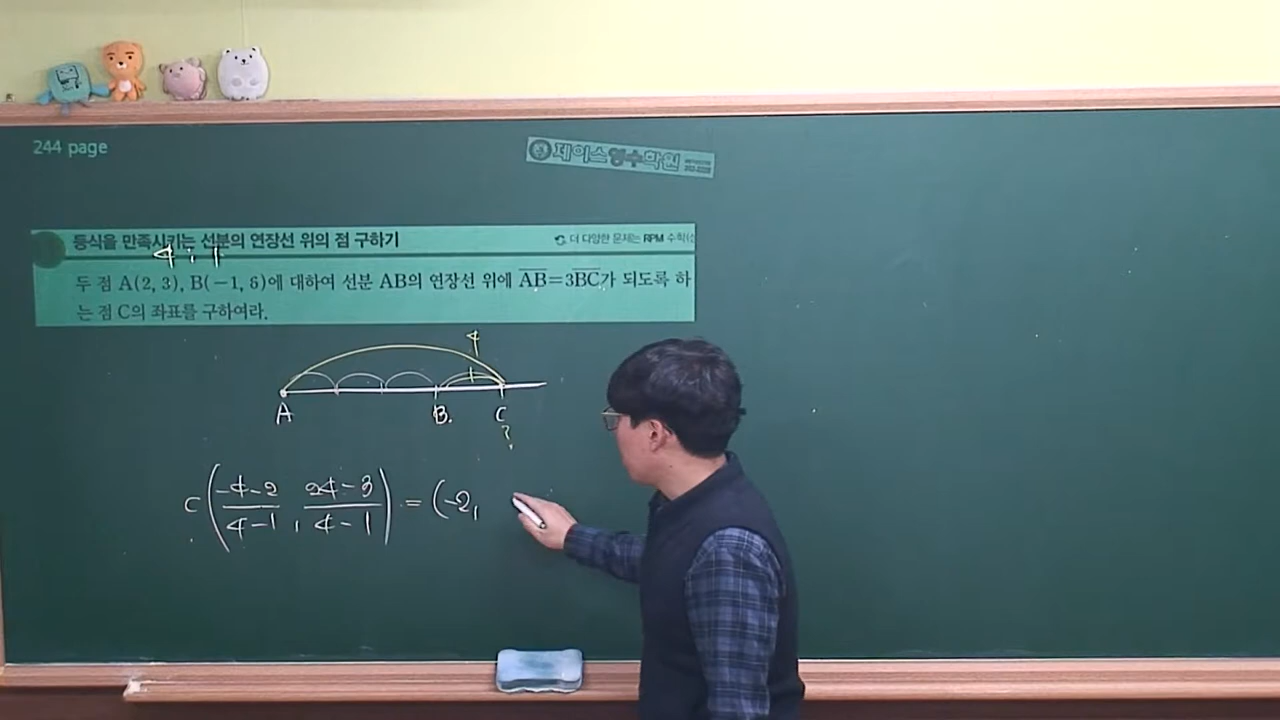 244 page
제이스영수학원
등식을 만족시키는 선분의 연장선 위의 점 구하기
더 다양한 문제는 RPM 수학(상
4 : 1
두 점 A(2, 3), B(−1, 6)에 대하여 선분 AB의 연장선 위에 AB=3BC가 되도록 하
는 점 C의 좌표를 구하여라.
4
1
A B. C
?
C(-4-2/4-1, 24-3/4-1) = (-2,